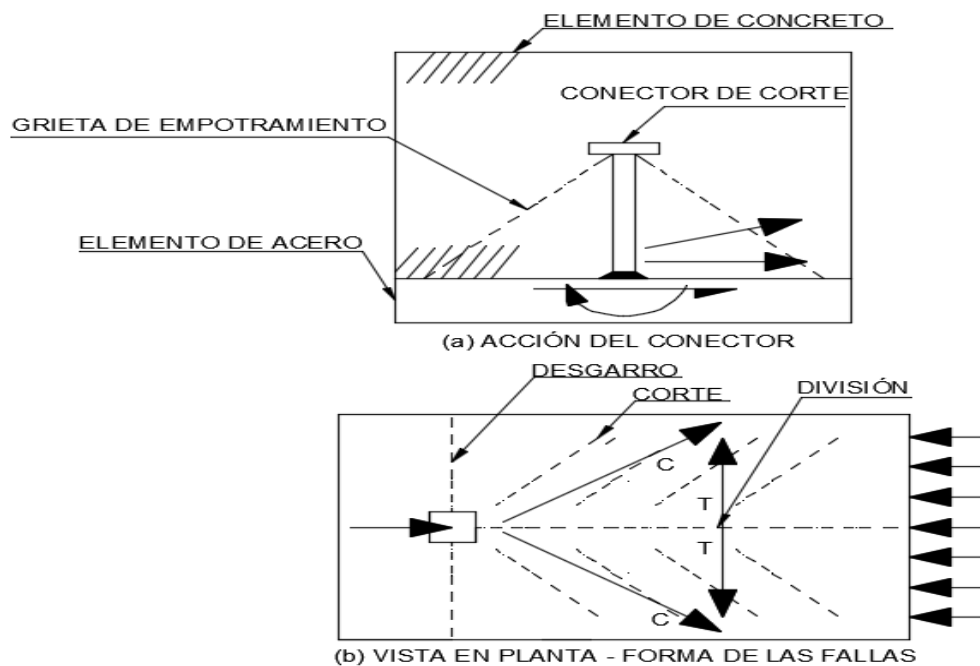 ELEMENTO DE CONCRETO
CONECTOR DE CORTE
GRIETA DE EMPOTRAMIENTO
ELEMENTO DE ACERO
(a) ACCIÓN DEL CONECTOR
DESGARRO
CORTE
DIVISIÓN
C
T
T
C
(b) VISTA EN PLANTA - FORMA DE LAS FALLAS